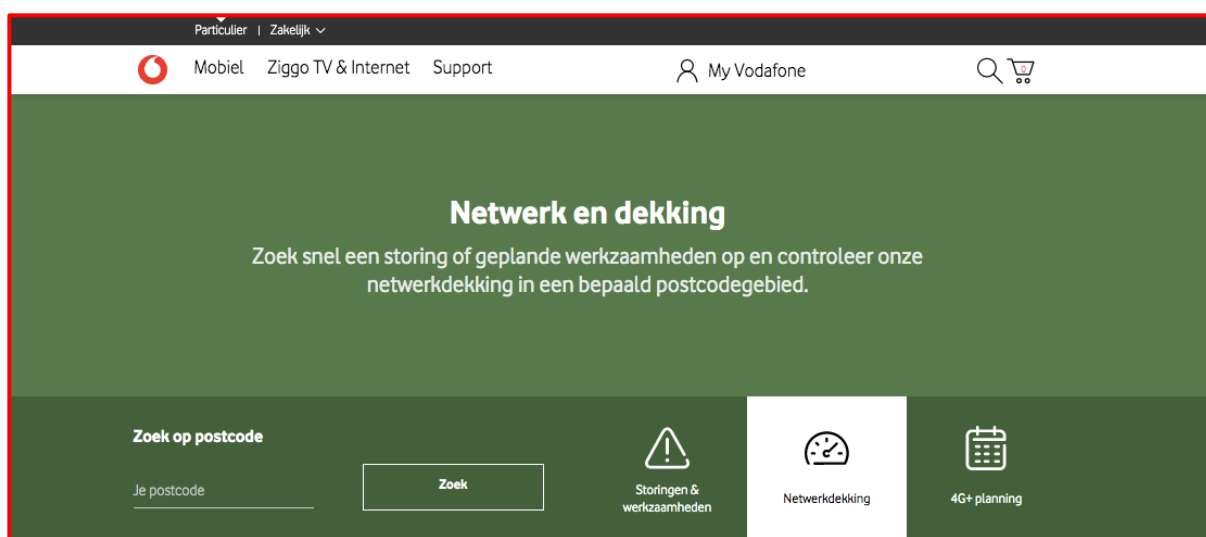 Particulier | Zakelijk
Mobiel Ziggo TV & Internet Support My Vodafone 0
Netwerk en dekking
Zoek snel een storing of geplande werkzaamheden op en controleer onze
netwerkdekking in een bepaald postcodegebied.
Zoek op postcode
Je postcode
Zoek
Storingen &
werkzaamheden
Netwerkdekking
4G+ planning